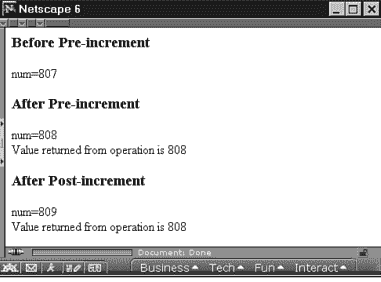 Netscape 6
Before Pre-increment
num=807
After Pre-increment
num=808
Value returned from operation is 808
After Post-increment
num=809
Value returned from operation is 808
Document: Done
Business Tech Fun Interact